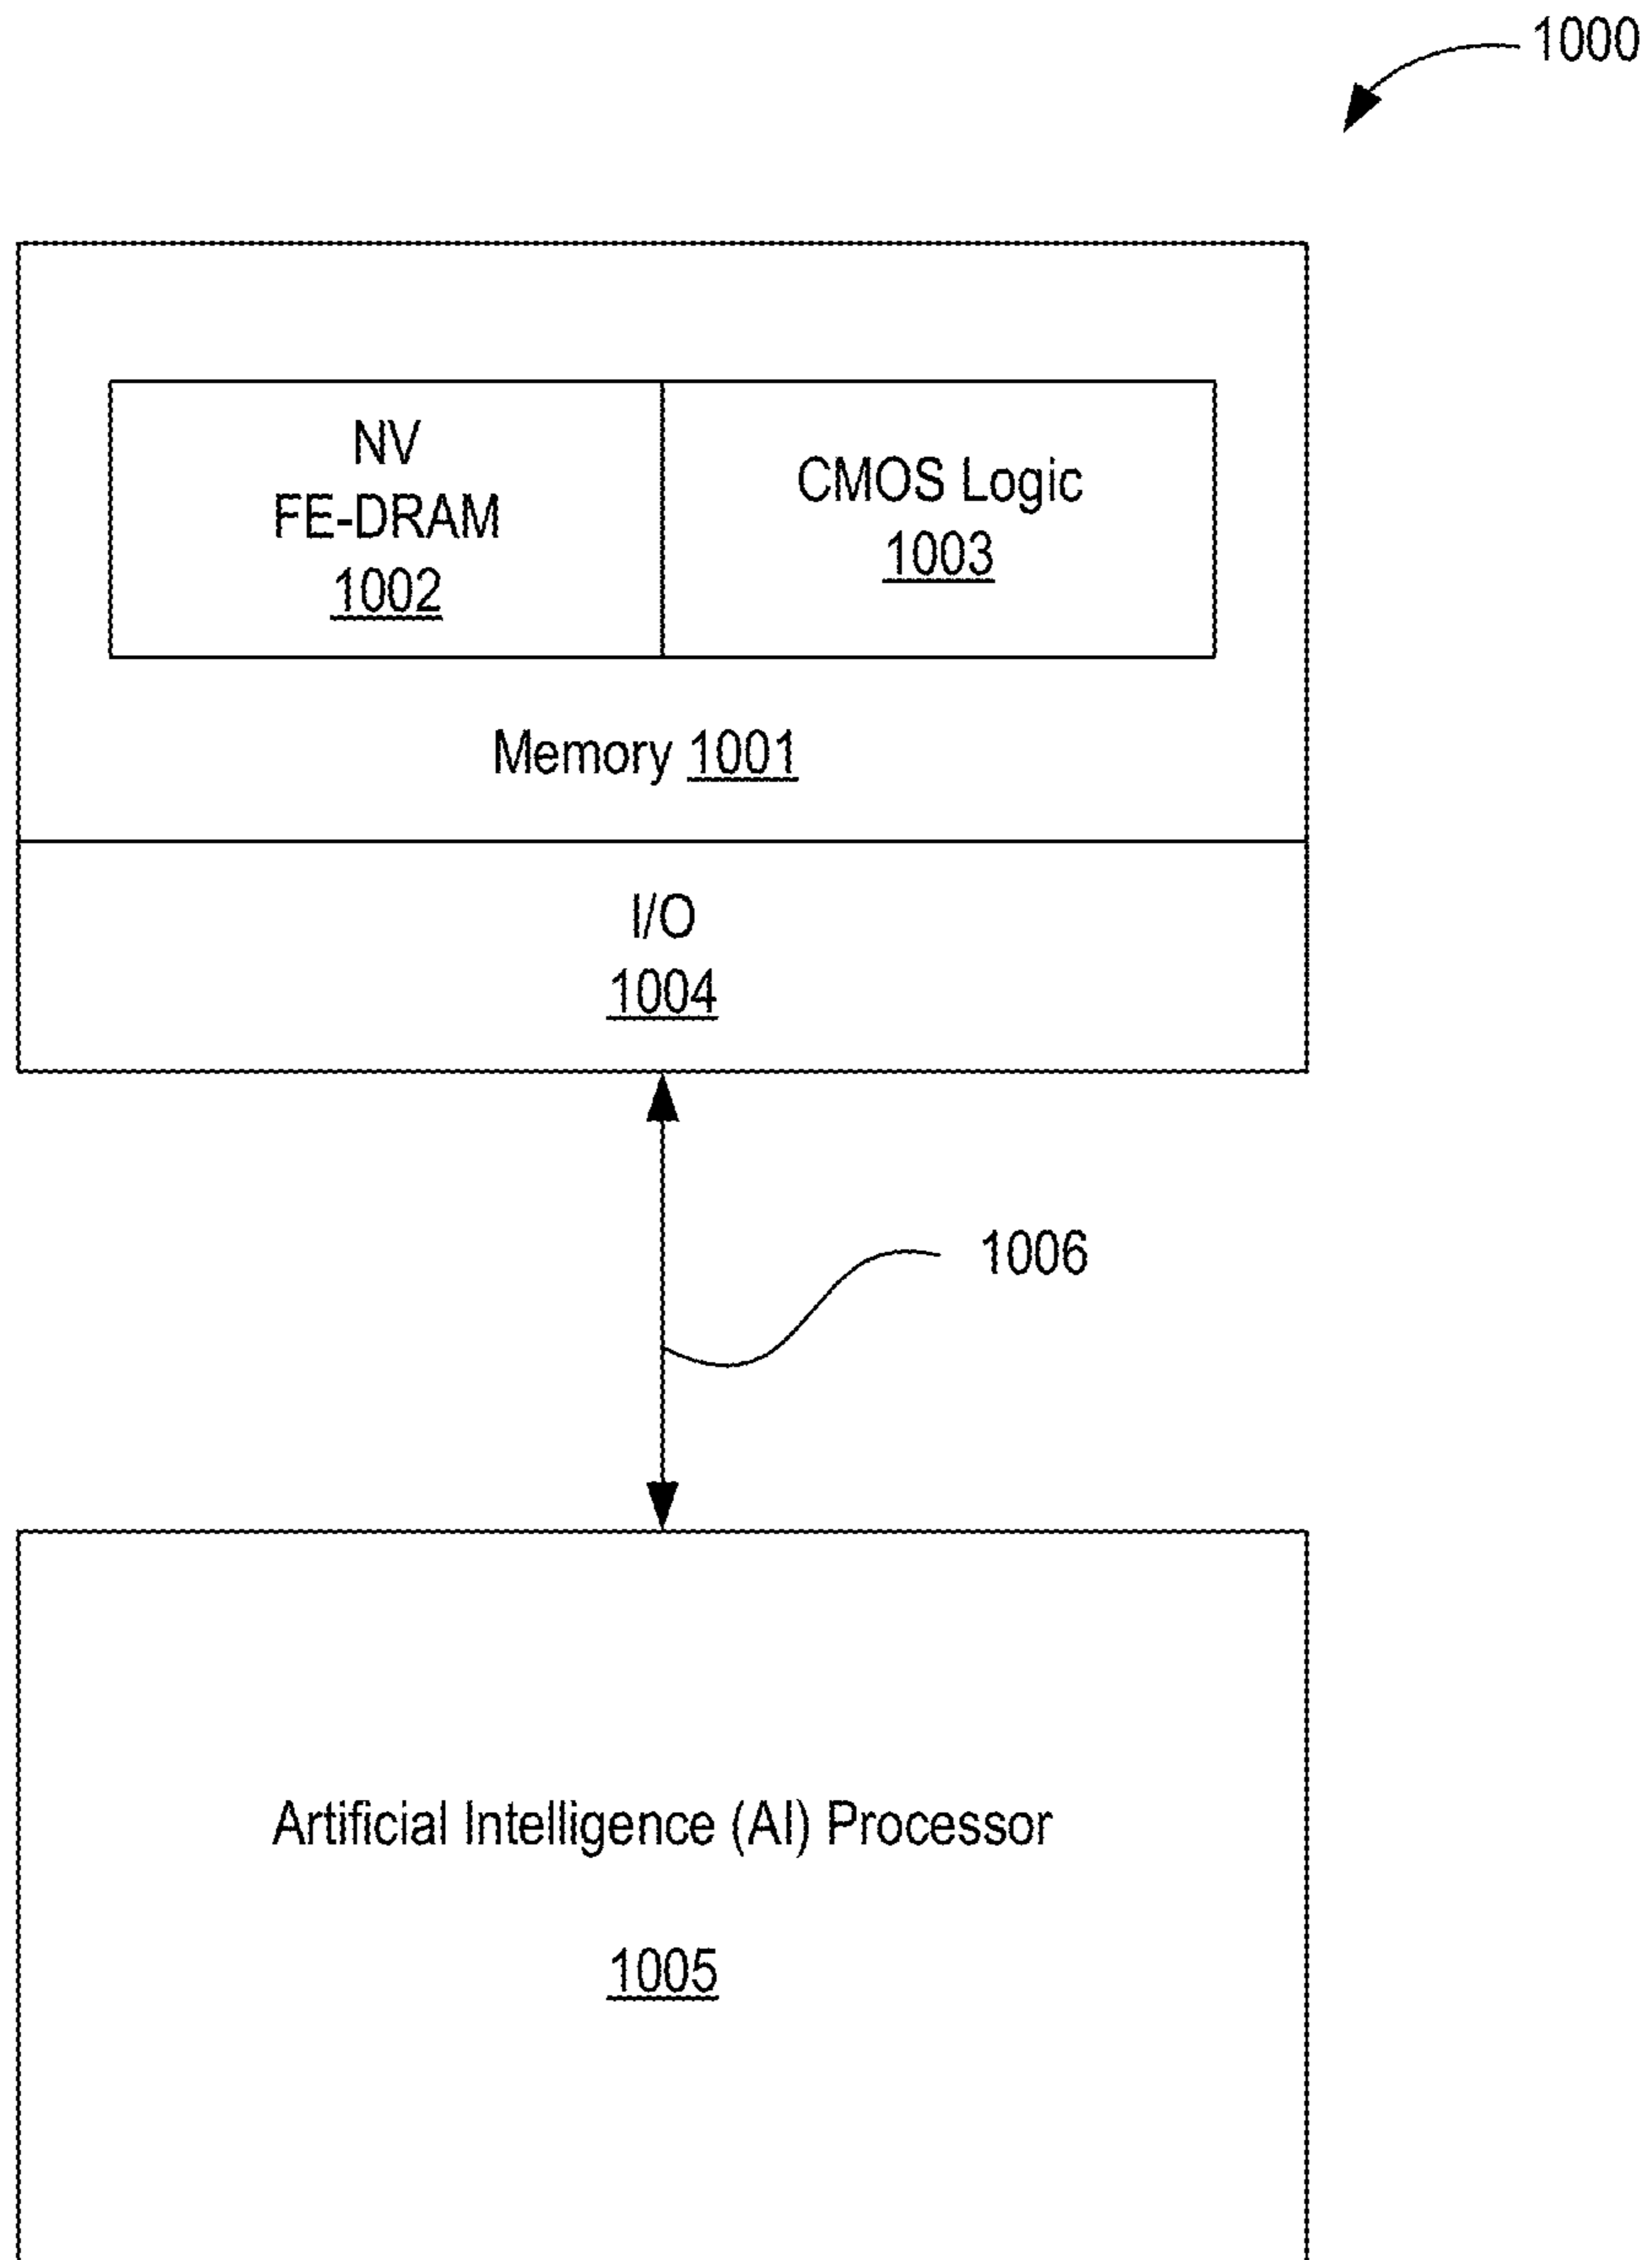 1000
NV
FE-DRAM
1002
CMOS Logic
1003
Memory 1001
I/O
1004
1006
Artificial Intelligence (AI) Processor
1005